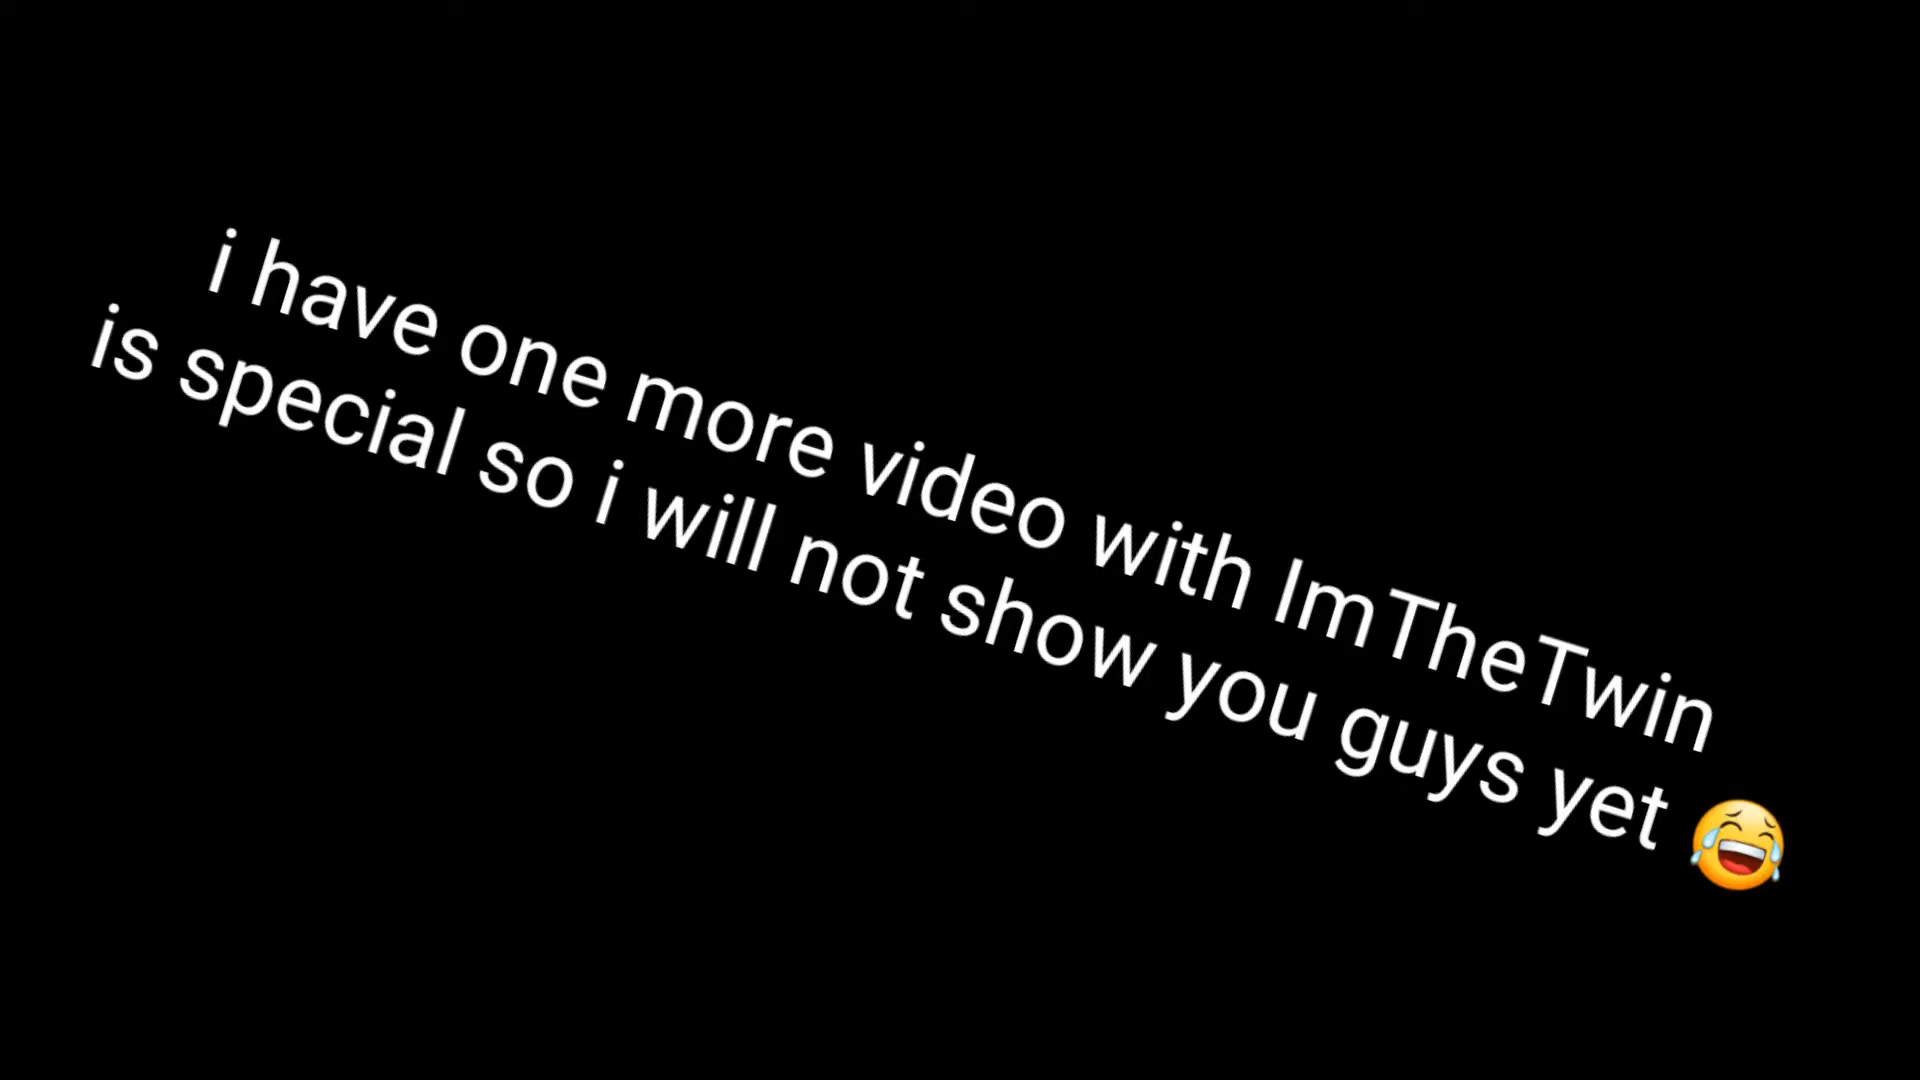 i have one more video with ImTheTwin
is special so i will not show you guys yet 😂